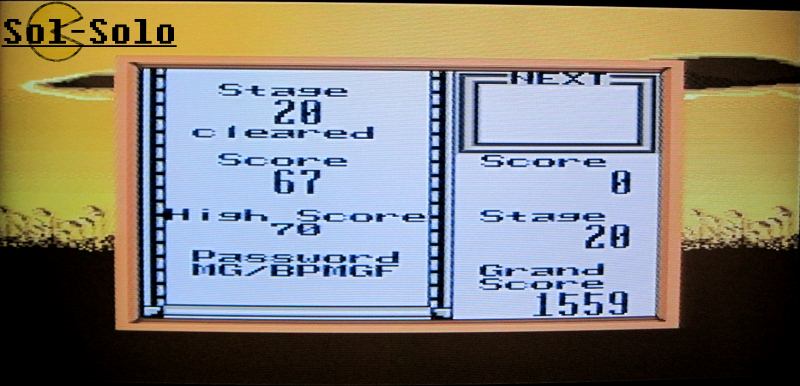 Sol-Solo
Stage
20
cleared
Score
67
High Score
70
Password
MG/BPMGF
NEXT
Score
0
Stage
20
Grand
Score
1559